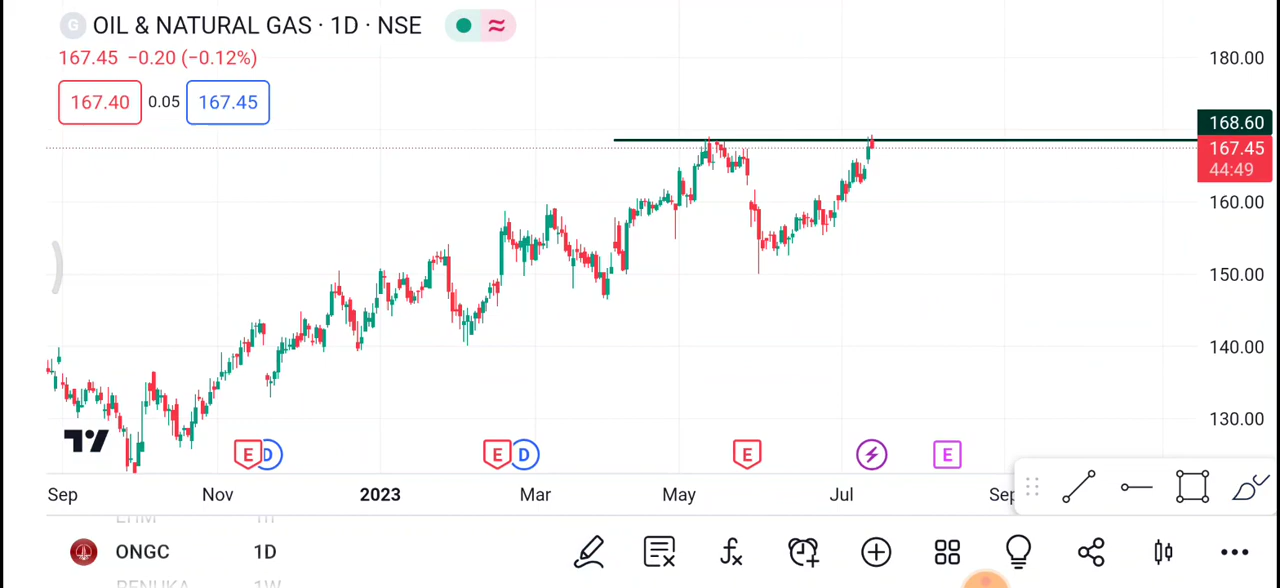 G OIL & NATURAL GAS · 1D · NSE
167.45 −0.20 (−0.12%)
167.40 0.05 167.45
180.00
168.60
167.45
44:49
160.00
150.00
140.00
130.00
E D E D E E
Sep Nov 2023 Mar May Jul Sep
ONGC 1D
RENUKA 1W